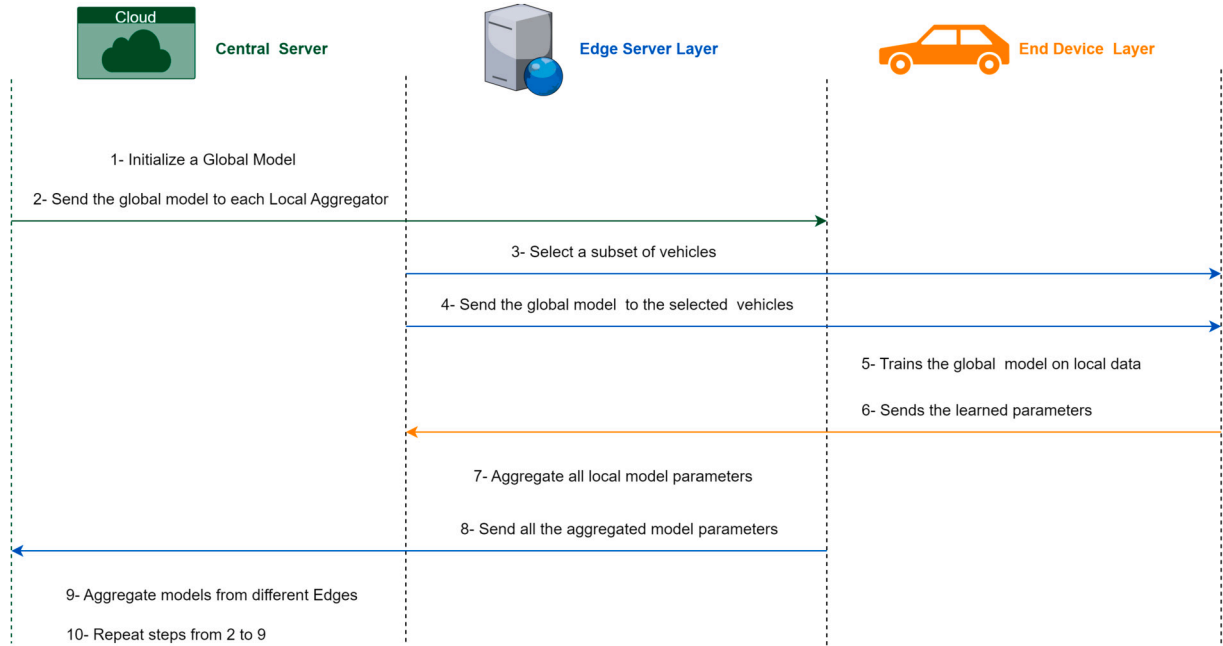 Cloud
Central Server
Edge Server Layer
End Device Layer
1- Initialize a Global Model
2- Send the global model to each Local Aggregator
3- Select a subset of vehicles
4- Send the global model to the selected vehicles
5- Trains the global model on local data
6- Sends the learned parameters
7- Aggregate all local model parameters
8- Send all the aggregated model parameters
9- Aggregate models from different Edges
10- Repeat steps from 2 to 9